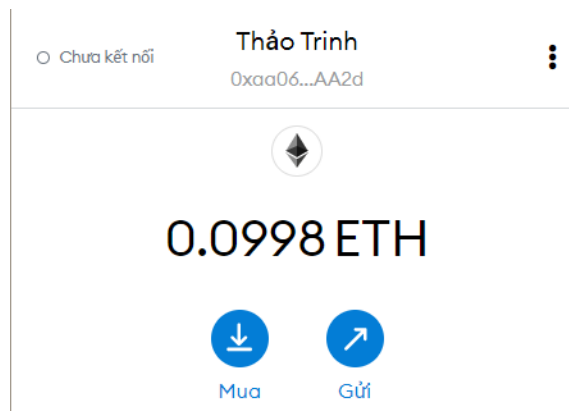 Chưa kết nối
Thảo Trinh
0xaa06...AA2d
0.0998 ETH
Mua
Gửi